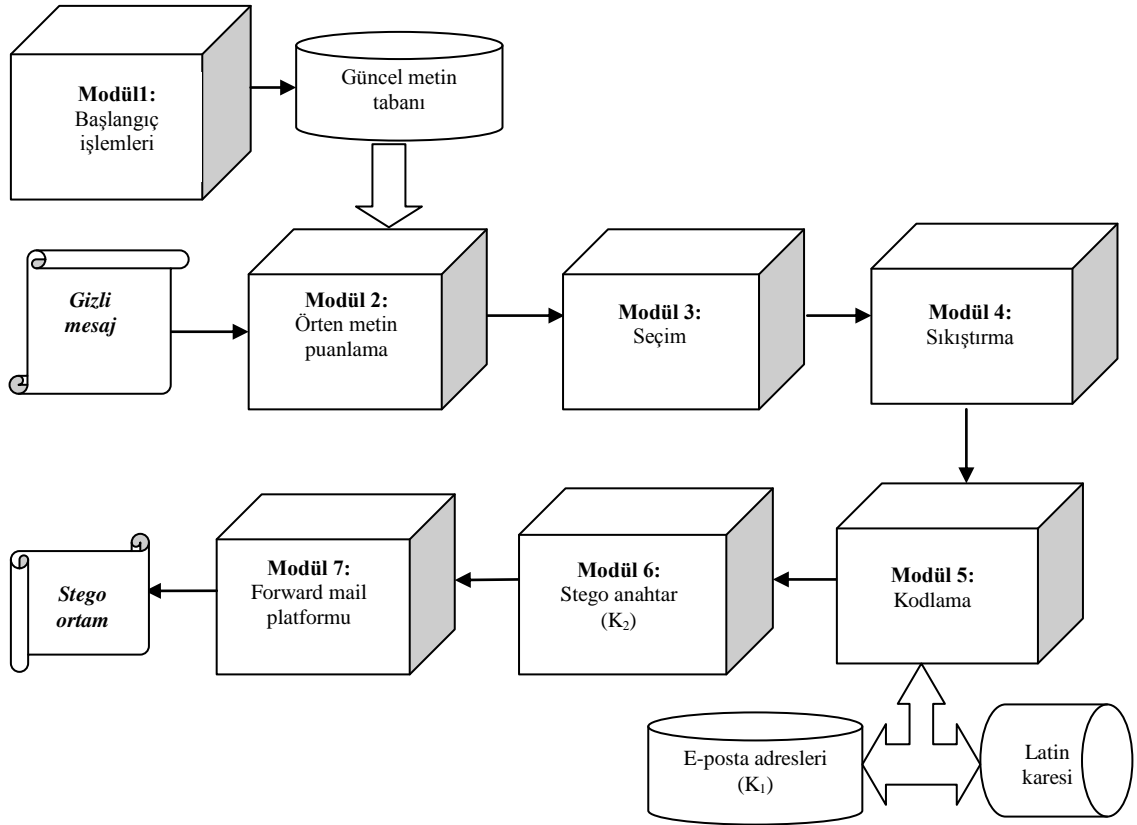 Modül1:
Başlangıç
işlemleri
Güncel metin
tabanı
Gizli
mesaj
Modül 2:
Örten metin
puanlama
Modül 3:
Seçim
Modül 4:
Sıkıştırma
Modül 5:
Kodlama
Modül 6:
Stego anahtar
(K₂)
Modül 7:
Forward mail
platformu
Stego
ortam
E-posta adresleri
(K₁)
Latin
karesi